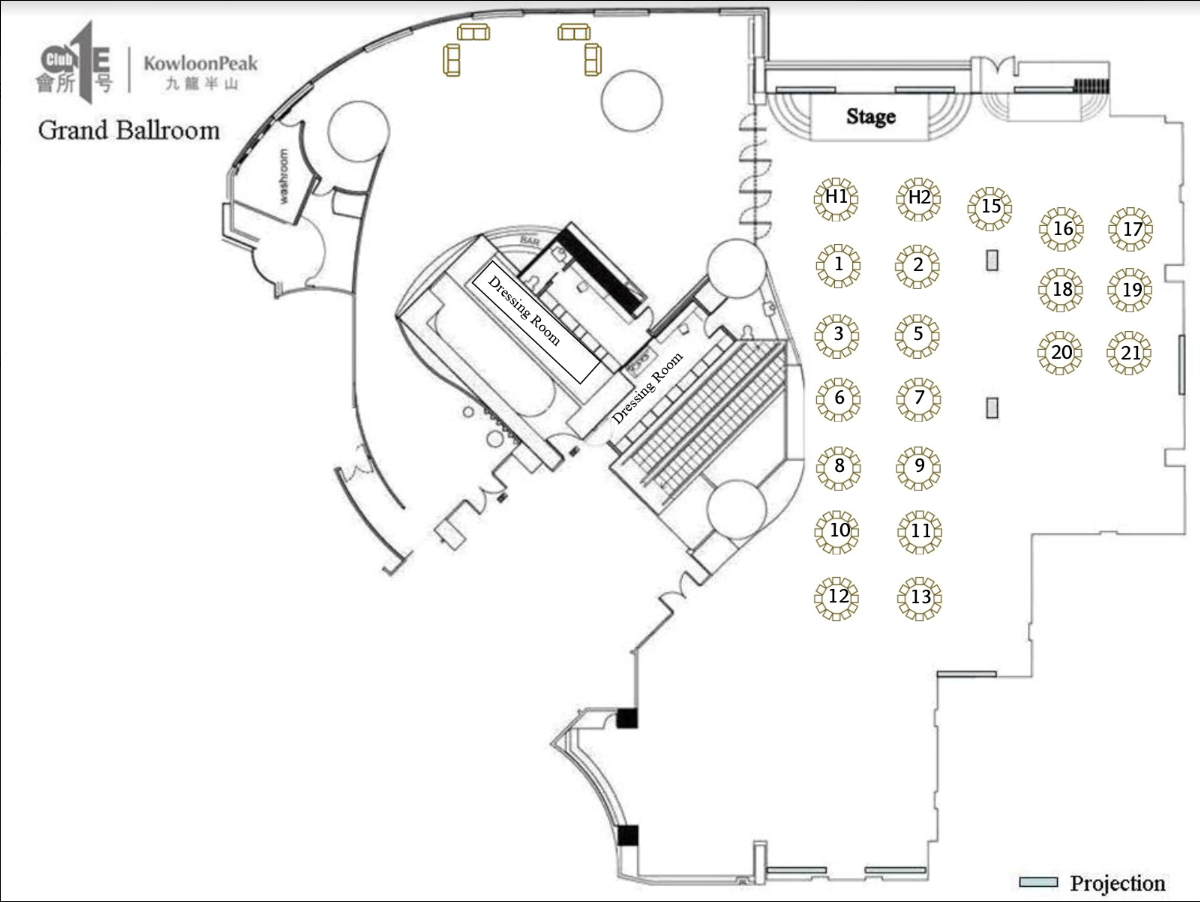 Club 1 NE
會所 号
KowloonPeak
九龍半山
Grand Ballroom
washroom
BAR
Dressing Room
Dressing Room
Stage
H1
H2
15
16
17
1
2
18
19
3
5
20
21
6
7
8
9
10
11
12
13
Projection